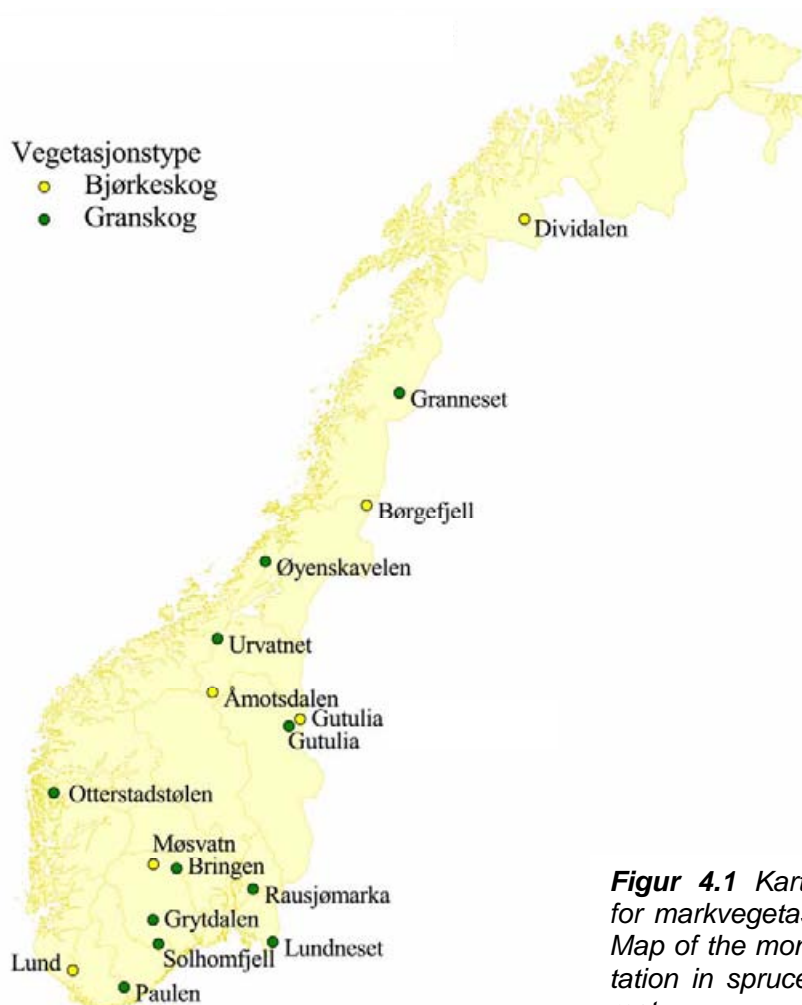 Vegetasjonstype
Bjørkeskog
Granskog
Dividalen
Granneset
Børgefjell
Øyenskavelen
Urvatnet
Åmotsdalen
Gutulia
Gutulia
Otterstadstølen
Møsvatn
Bringen
Rausjømarka
Grytdalen
Solhomfjell
Lundneset
Lund
Paulen
Figur 4.1 Kart
for markvegetas
Map of the mor
tation in spruce